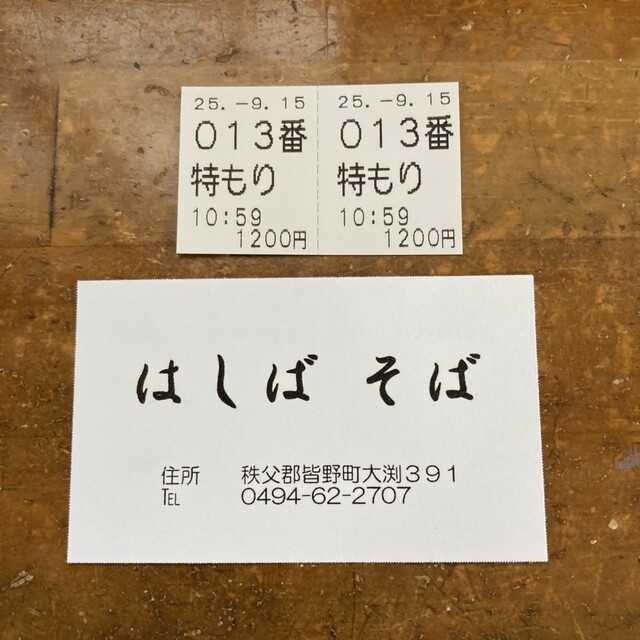 25.-9.15
013番
特もり
10:59
1200円
25.-9.15
013番
特もり
10:59
1200円
はしば そば
住所 秩父郡皆野町大渕391
TEL 0494-62-2707